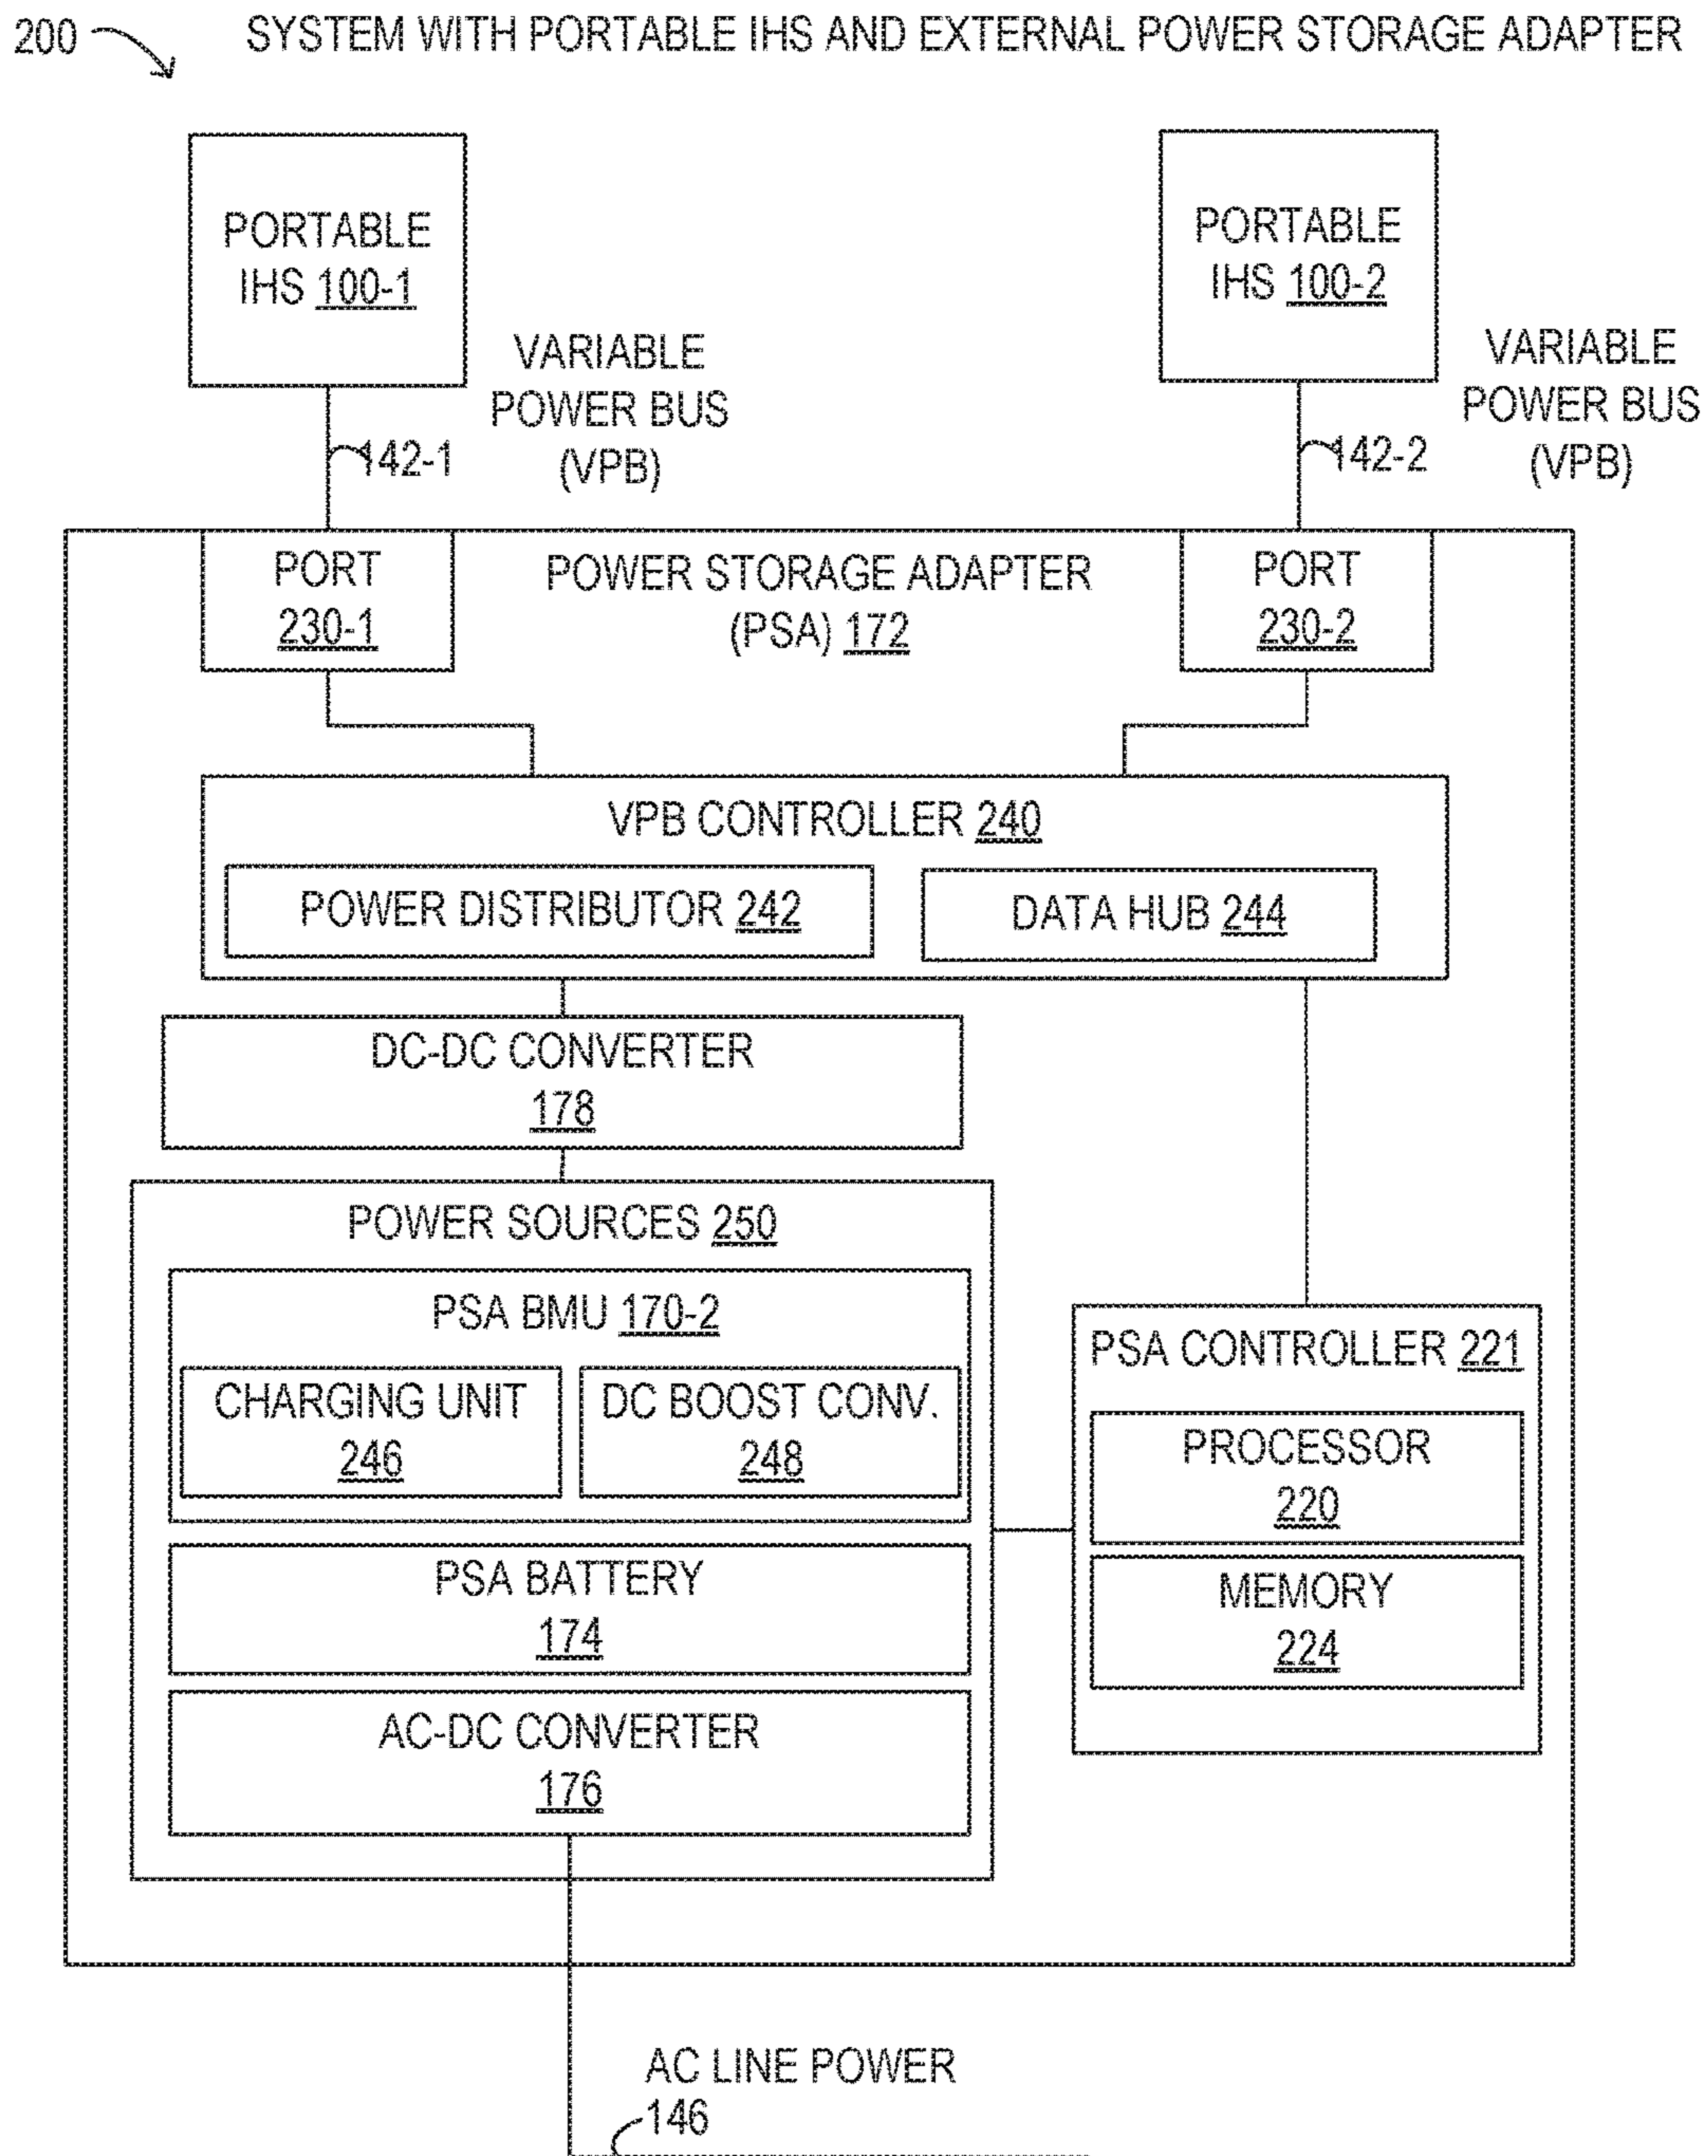 200
SYSTEM WITH PORTABLE IHS AND EXTERNAL POWER STORAGE ADAPTER
PORTABLE
IHS 100-1
PORTABLE
IHS 100-2
VARIABLE
POWER BUS
(VPB)
142-1
VARIABLE
POWER BUS
(VPB)
142-2
PORT
230-1
POWER STORAGE ADAPTER
(PSA) 172
PORT
230-2
VPB CONTROLLER 240
POWER DISTRIBUTOR 242
DATA HUB 244
DC-DC CONVERTER
178
POWER SOURCES 250
PSA BMU 170-2
CHARGING UNIT
246
DC BOOST CONV.
248
PSA BATTERY
174
AC-DC CONVERTER
176
PSA CONTROLLER 221
PROCESSOR
220
MEMORY
224
AC LINE POWER
146